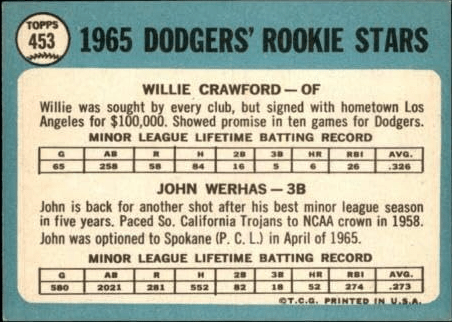 TOPPS
453
1965 DODGERS' ROOKIE STARS
WILLIE CRAWFORD — OF
Willie was sought by every club, but signed with hometown Los
Angeles for $100,000. Showed promise in ten games for Dodgers.
MINOR LEAGUE LIFETIME BATTING RECORD
G AB R H 2B 3B HR RBI AVG.
65 258 58 84 16 5 6 26 .326
JOHN WERHAS — 3B
John is back for another shot after his best minor league season
in five years. Paced So. California Trojans to NCAA crown in 1958.
John was optioned to Spokane (P. C. L.) in April of 1965.
MINOR LEAGUE LIFETIME BATTING RECORD
G AB R H 2B 3B HR RBI AVG.
580 2021 281 552 82 18 52 274 .273
©T.C.G. PRINTED IN U.S.A.